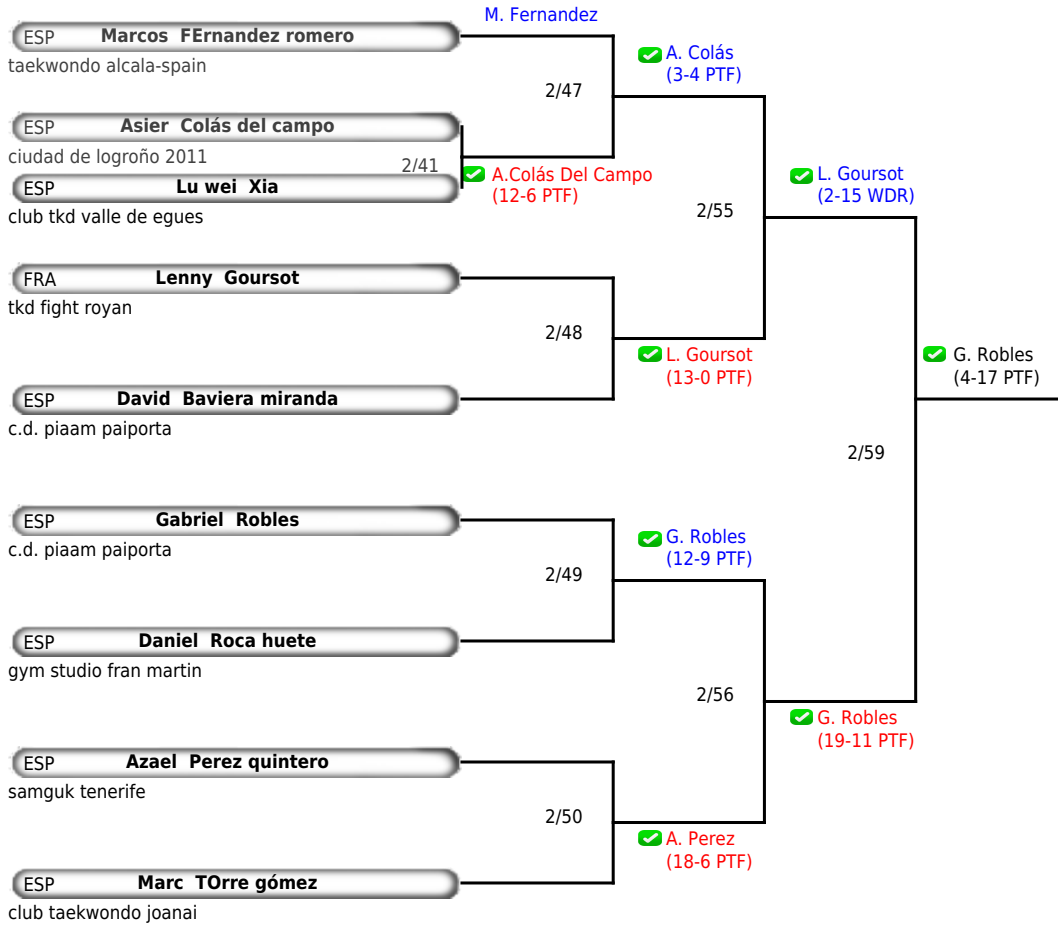 M. Fernandez
ESP Marcos FErnandez romero
taekwondo alcala-spain
A. Colás
(3-4 PTF)
2/47
ESP Asier Colás del campo
ciudad de logroño 2011
2/41
A.Colás Del Campo
(12-6 PTF)
ESP Lu wei Xia
club tkd valle de egues
L. Goursot
(2-15 WDR)
2/55
FRA Lenny Goursot
tkd fight royan
2/48
L. Goursot
(13-0 PTF)
G. Robles
(4-17 PTF)
ESP David Baviera miranda
c.d. piaam paiporta
2/59
ESP Gabriel Robles
c.d. piaam paiporta
G. Robles
(12-9 PTF)
2/49
ESP Daniel Roca huete
gym studio fran martin
2/56
G. Robles
(19-11 PTF)
ESP Azael Perez quintero
samguk tenerife
2/50
A. Perez
(18-6 PTF)
ESP Marc TOrre gómez
club taekwondo joanai